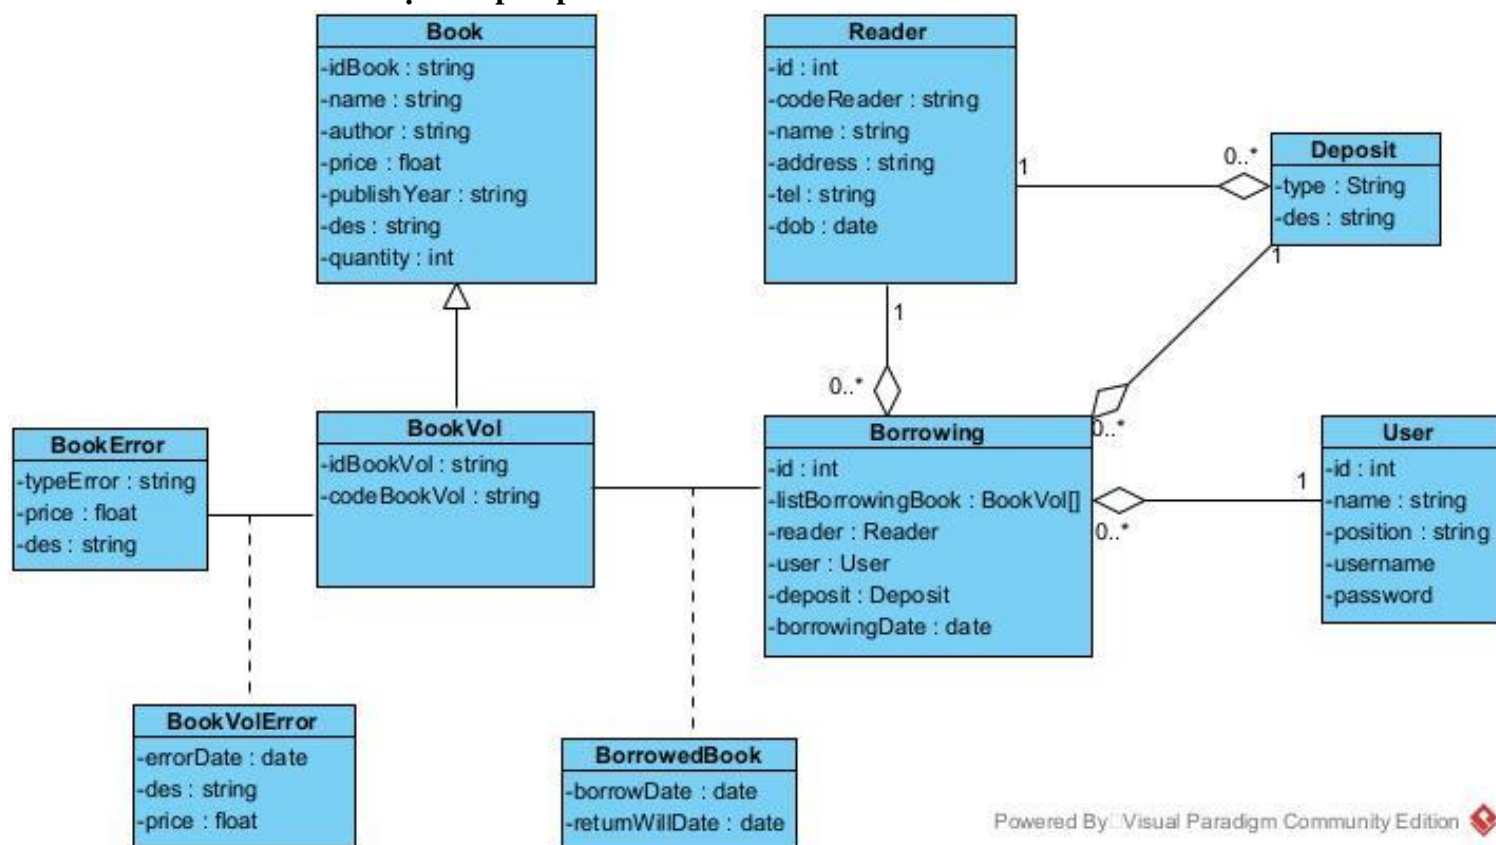 Book
-idBook : string
-name : string
-author : string
-price : float
-publishYear : string
-des : string
-quantity : int
Reader
-id : int
-codeReader : string
-name : string
-address : string
-tel : string
-dob : date
1
0..*
Deposit
-type : String
-des : string
1
1
0..*
0..*
BookError
-typeError : string
-price : float
-des : string
BookVol
-idBookVol : string
-codeBookVol : string
Borrowing
-id : int
-listBorrowingBook : BookVol[]
-reader : Reader
-user : User
-deposit : Deposit
-borrowingDate : date
0..*
1
User
-id : int
-name : string
-position : string
-username
-password
BookVolError
-errorDate : date
-des : string
-price : float
BorrowedBook
-borrowDate : date
-returnWillDate : date
Powered By Visual Paradigm Community Edition